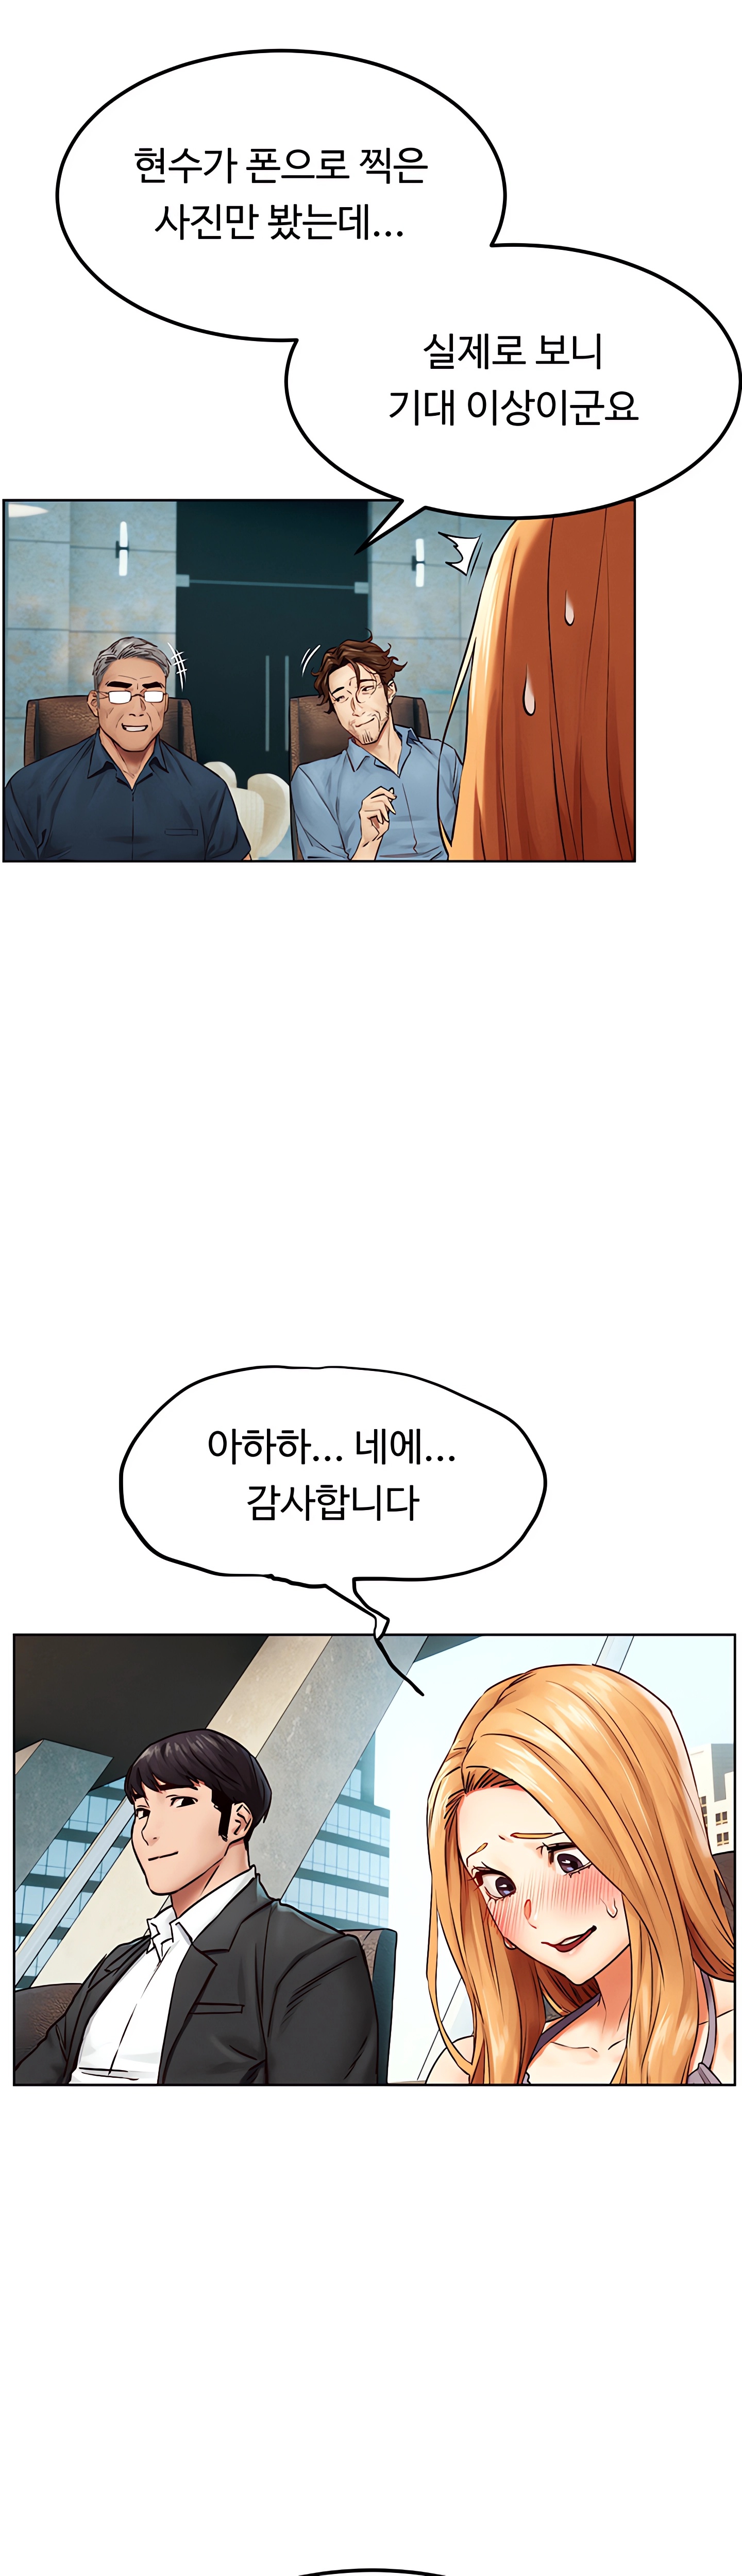 현수가 폰으로 찍은
사진만 봤는데...
실제로 보니
기대 이상이군요
아하하... 네에...
감사합니다